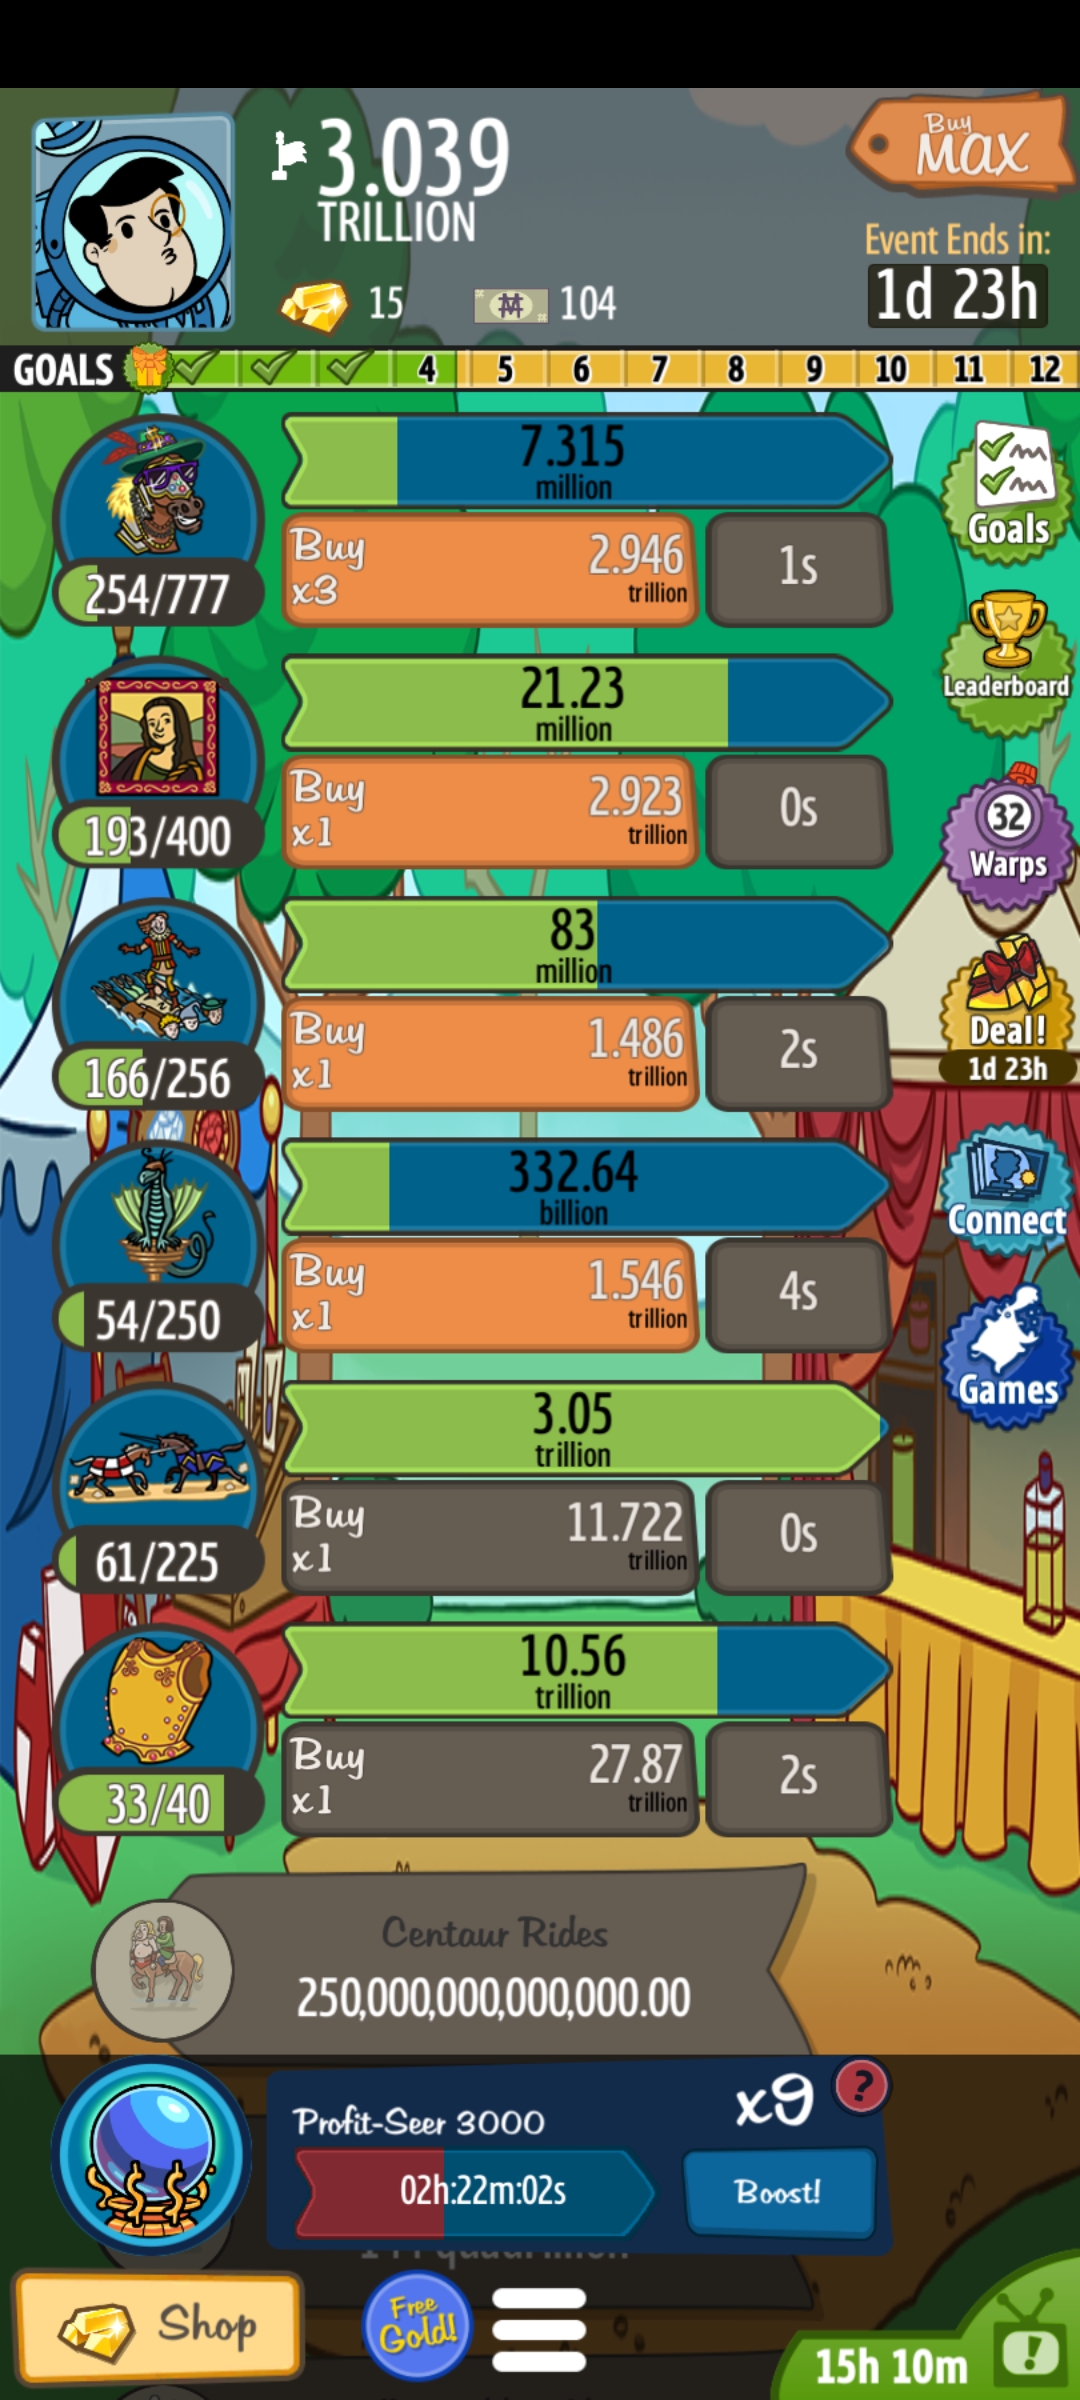 3.039
TRILLION
Buy
Max
Event Ends in:
1d 23h
15
104
GOALS
4 5 6 7 8 9 10 11 12
7.315
million
Buy
x3
2.946
trillion
1s
254/777
Goals
21.23
million
Buy
x1
2.923
trillion
0s
193/400
Leaderboard
32
Warps
83
million
Buy
x1
1.486
trillion
2s
166/256
Deal!
1d 23h
332.64
billion
Buy
x1
1.546
trillion
4s
54/250
Connect
3.05
trillion
Buy
x1
11.722
trillion
0s
61/225
Games
10.56
trillion
Buy
x1
27.87
trillion
2s
33/40
Centaur Rides
250,000,000,000,000.00
Profit-Seer 3000
x9
?
02h:22m:02s
Boost!
Shop
Free
Gold!
15h 10m
!